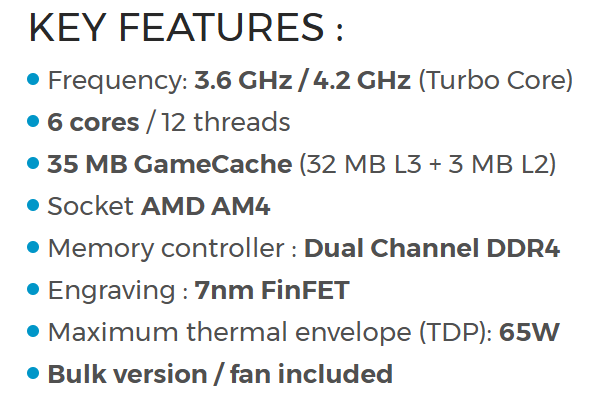 KEY FEATURES :
Frequency: 3.6 GHz / 4.2 GHz (Turbo Core)
6 cores / 12 threads
35 MB GameCache (32 MB L3 + 3 MB L2)
Socket AMD AM4
Memory controller : Dual Channel DDR4
Engraving : 7nm FinFET
Maximum thermal envelope (TDP): 65W
Bulk version / fan included